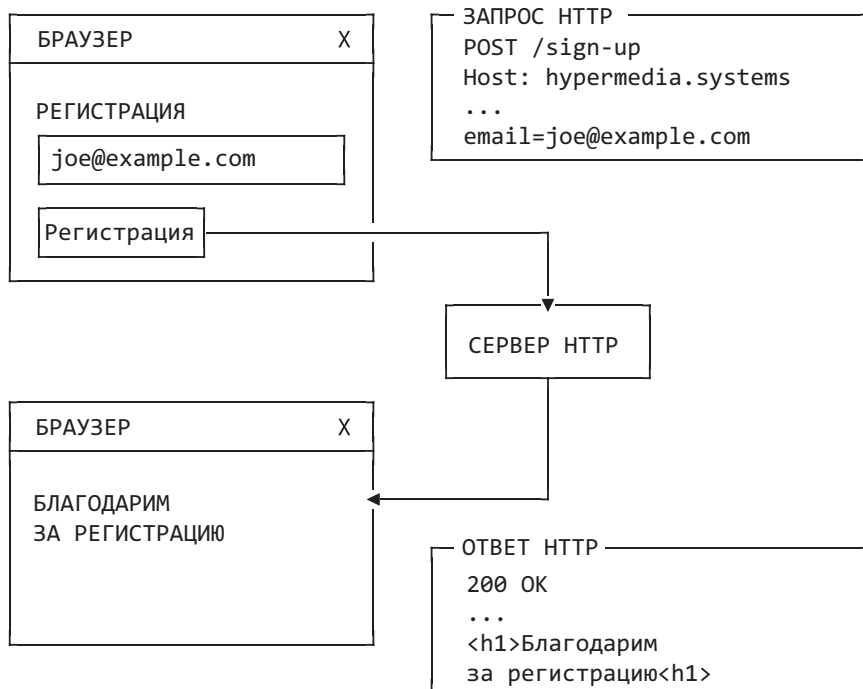 БРАУЗЕР X
РЕГИСТРАЦИЯ
joe@example.com
Регистрация
ЗАПРОС HTTP
POST /sign-up
Host: hypermedia.systems
...
email=joe@example.com
СЕРВЕР HTTP
БРАУЗЕР X
БЛАГОДАРИМ
ЗА РЕГИСТРАЦИЮ
ОТВЕТ HTTP
200 OK
...
<h1>Благодарим
за регистрацию<h1>